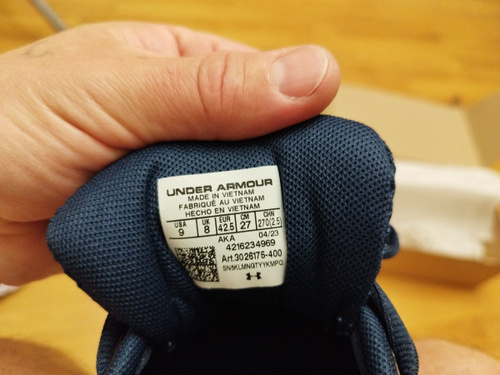 UNDER ARMOUR
MADE IN VIETNAM
FABRIQUÉ AU VIETNAM
HECHO EN VIETNAM
USA UK EUR CM CHN
9 8 42.5 27 270(2.5)
AKA 04/23
4216234969
Art.3026175-400
SN5KLMNGTYYKMPQ